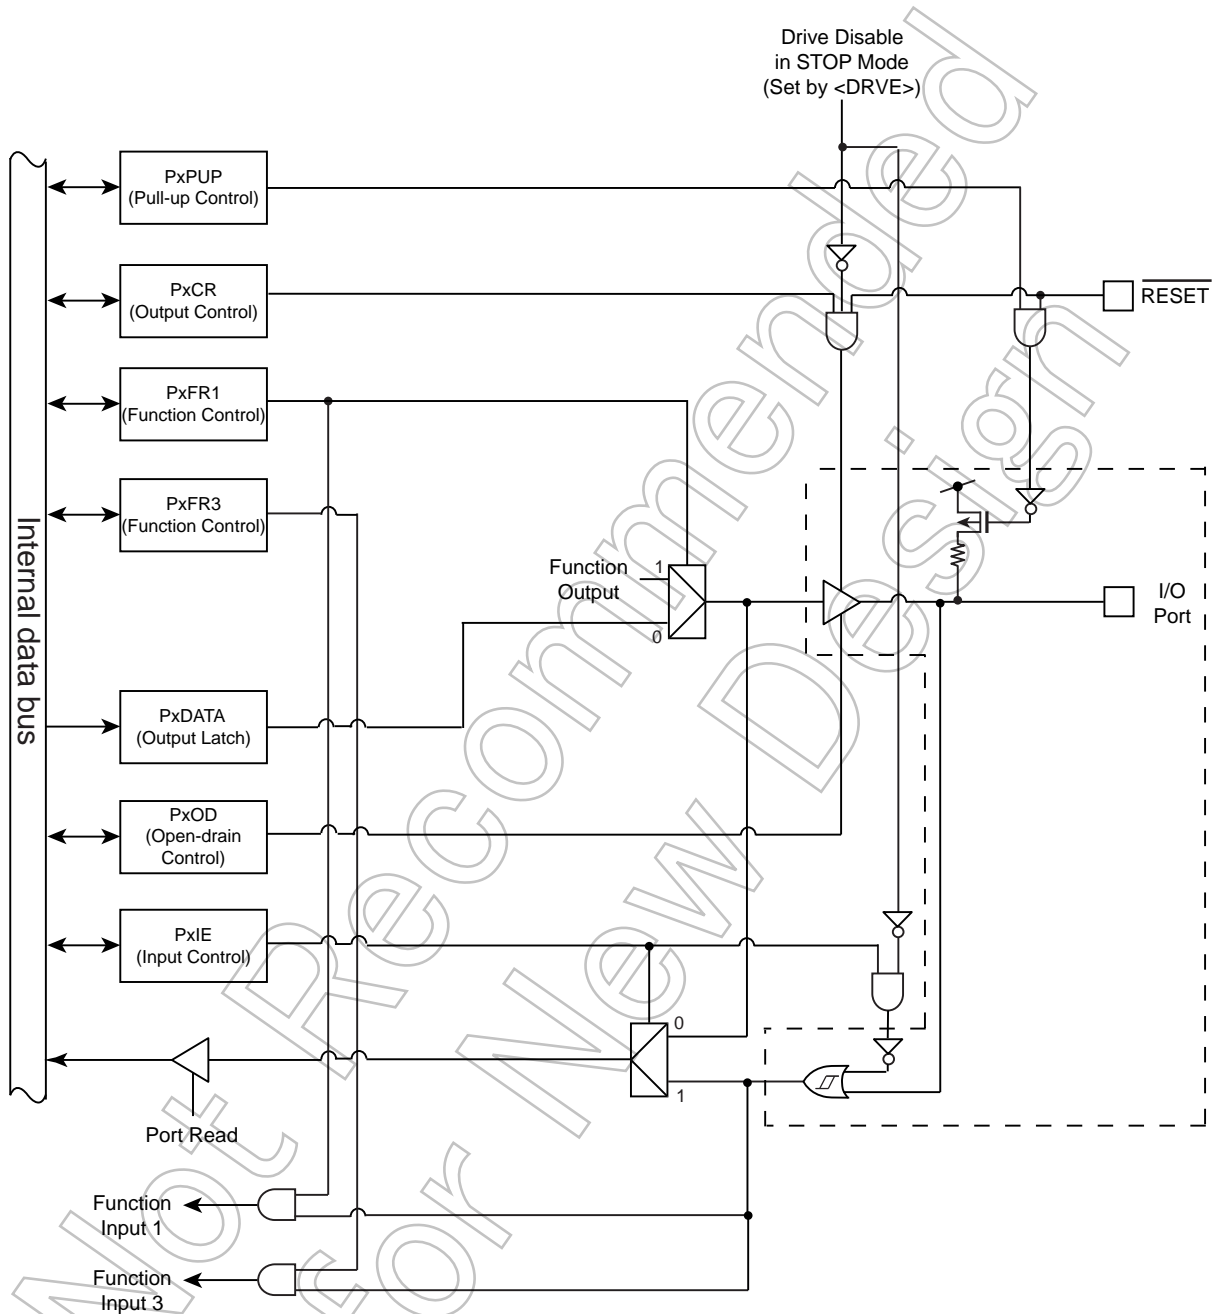 Drive Disable
in STOP Mode
(Set by <DRVE>)
PxPUP
(Pull-up Control)
PxCR
(Output Control)
RESET
PxFR1
(Function Control)
PxFR3
(Function Control)
Internal data bus
Function
Output
1
0
I/O
Port
PxDATA
(Output Latch)
PxOD
(Open-drain
Control)
PxIE
(Input Control)
0
1
Port Read
Function
Input 1
Function
Input 3
Not Recommended
for New Design